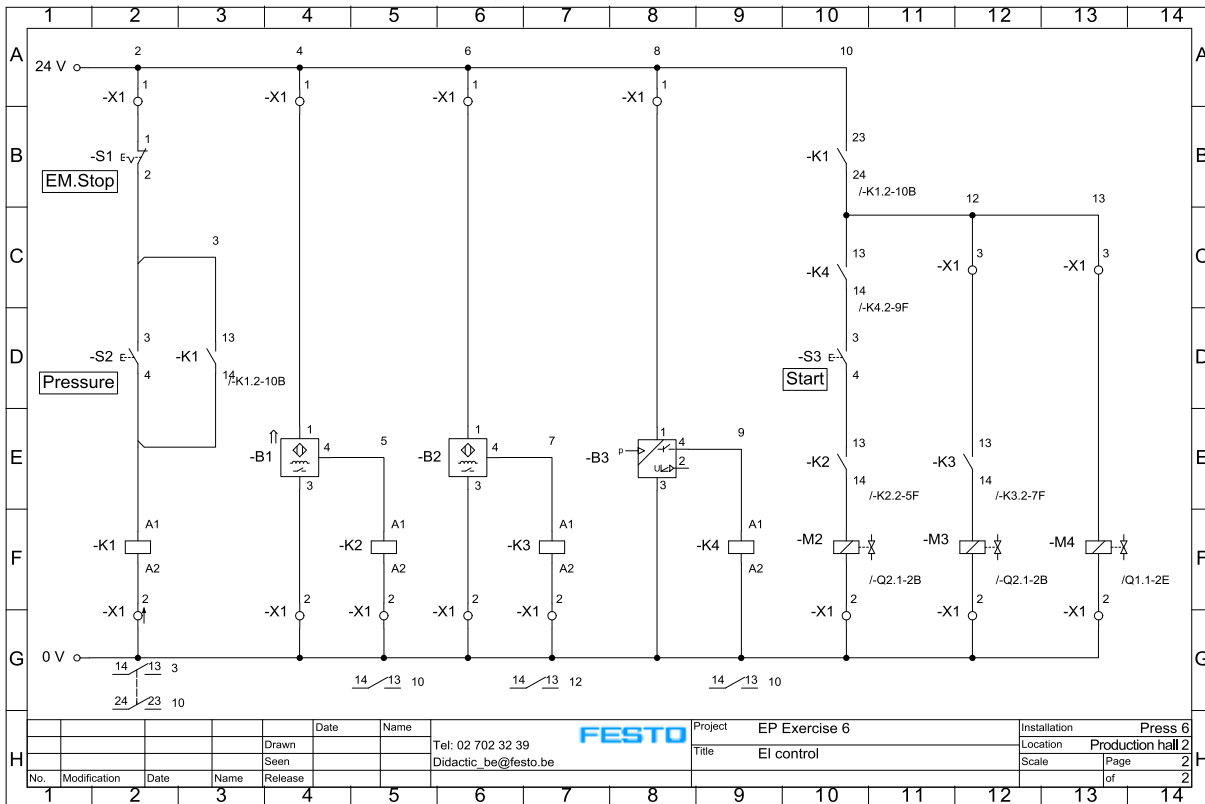 1 2 3 4 5 6 7 8 9 10 11 12 13 14
A 2 4 6 8 10 A
24 V
1 1 1 1
-X1 -X1 -X1 -X1
B 1 23 B
-S1 -K1
EM.Stop 2 24
/-K1.2-10B
12 13
C 3 13 3 3 C
-K4 -X1 -X1
14
/-K4.2-9F
D 3 13 3 D
-S2 -K1 -S3
Pressure 4 14 /-K1.2-10B Start 4
E 1 4 5 1 4 7 1 4 9 13 13 E
-B1 -B2 -B3 p U 2 -K2 -K3
3 3 3 14 14
/-K2.2-5F /-K3.2-7F
F A1 A1 A1 A1 F
-K1 -K2 -K3 -K4 -M2 -M3 -M4
A2 A2 A2 A2 /-Q2.1-2B /-Q2.1-2B /Q1.1-2E
2 2 2 2 2 2 2 2
-X1 -X1 -X1 -X1 -X1 -X1 -X1 -X1
G 0 V G
14 13 3 14 13 10 14 13 12 14 13 10
24 23 10
H H
Date Name
Drawn
Seen
No. Modification Date Name Release
Tel: 02 702 32 39
Didactic_be@festo.be
FESTO
Project EP Exercise 6
Title El control
Installation Press 6
Location Production hall 2
Scale Page 2
of 2
1 2 3 4 5 6 7 8 9 10 11 12 13 14